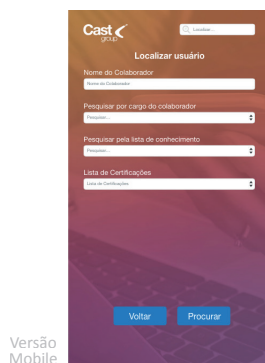 Cast
group
Localizar...
Localizar usuário
Nome do Colaborador
Nome do Colaborador
Pesquisar por cargo do colaborador
Pesquisar...
Pesquisar pela lista de conhecimento
Pesquisar...
Lista de Certificações
Lista de Certificações
Voltar
Procurar
Versão
Mobile